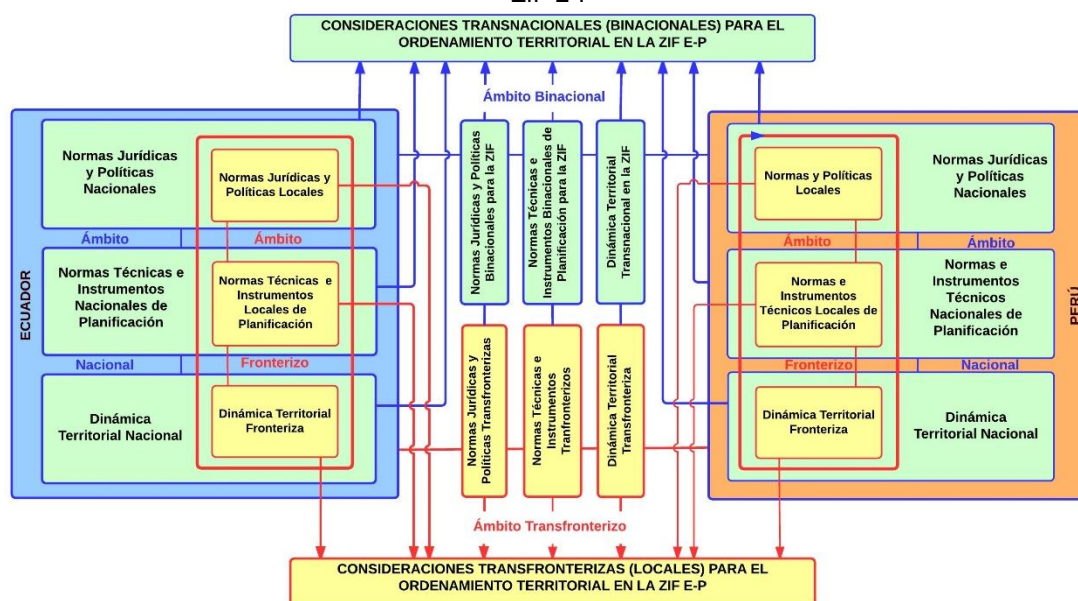 CONSIDERACIONES TRANSNACIONALES (BINACIONALES) PARA EL
ORDENAMIENTO TERRITORIAL EN LA ZIF E-P
Ámbito Binacional
ECUADOR
Normas Jurídicas
y Políticas
Nacionales
Normas Jurídicas y
Políticas Locales
Ámbito
Ámbito
Normas Técnicas e
Instrumentos
Nacionales de
Planificación
Normas Técnicas e
Instrumentos
Locales de
Planificación
Nacional
Fronterizo
Dinámica
Territorial Nacional
Dinámica Territorial
Fronteriza
Normas Jurídicas y Políticas
Binacionales para la ZIF
Normas Técnicas e
Instrumentos Binacionales de
Planificación para la ZIF
Dinámica Territorial
Transnacional en la ZIF
Normas Jurídicas y
Políticas Transfronterizas
Normas Técnicas e
Instrumentos
Tranfronterizos
Dinámica Territorial
Transfronteriza
Normas y Políticas
Locales
Normas Jurídicas
y Políticas
Nacionales
Ámbito
Ámbito
Normas e
Instrumentos
Técnicos Locales de
Planificación
Normas e
Instrumentos
Técnicos
Nacionales de
Planificación
Fronterizo
Nacional
Dinámica Territorial
Fronteriza
Dinámica
Territorial Nacional
PERÚ
Ámbito Transfronterizo
CONSIDERACIONES TRANSFRONTERIZAS (LOCALES) PARA EL
ORDENAMIENTO TERRITORIAL EN LA ZIF E-P